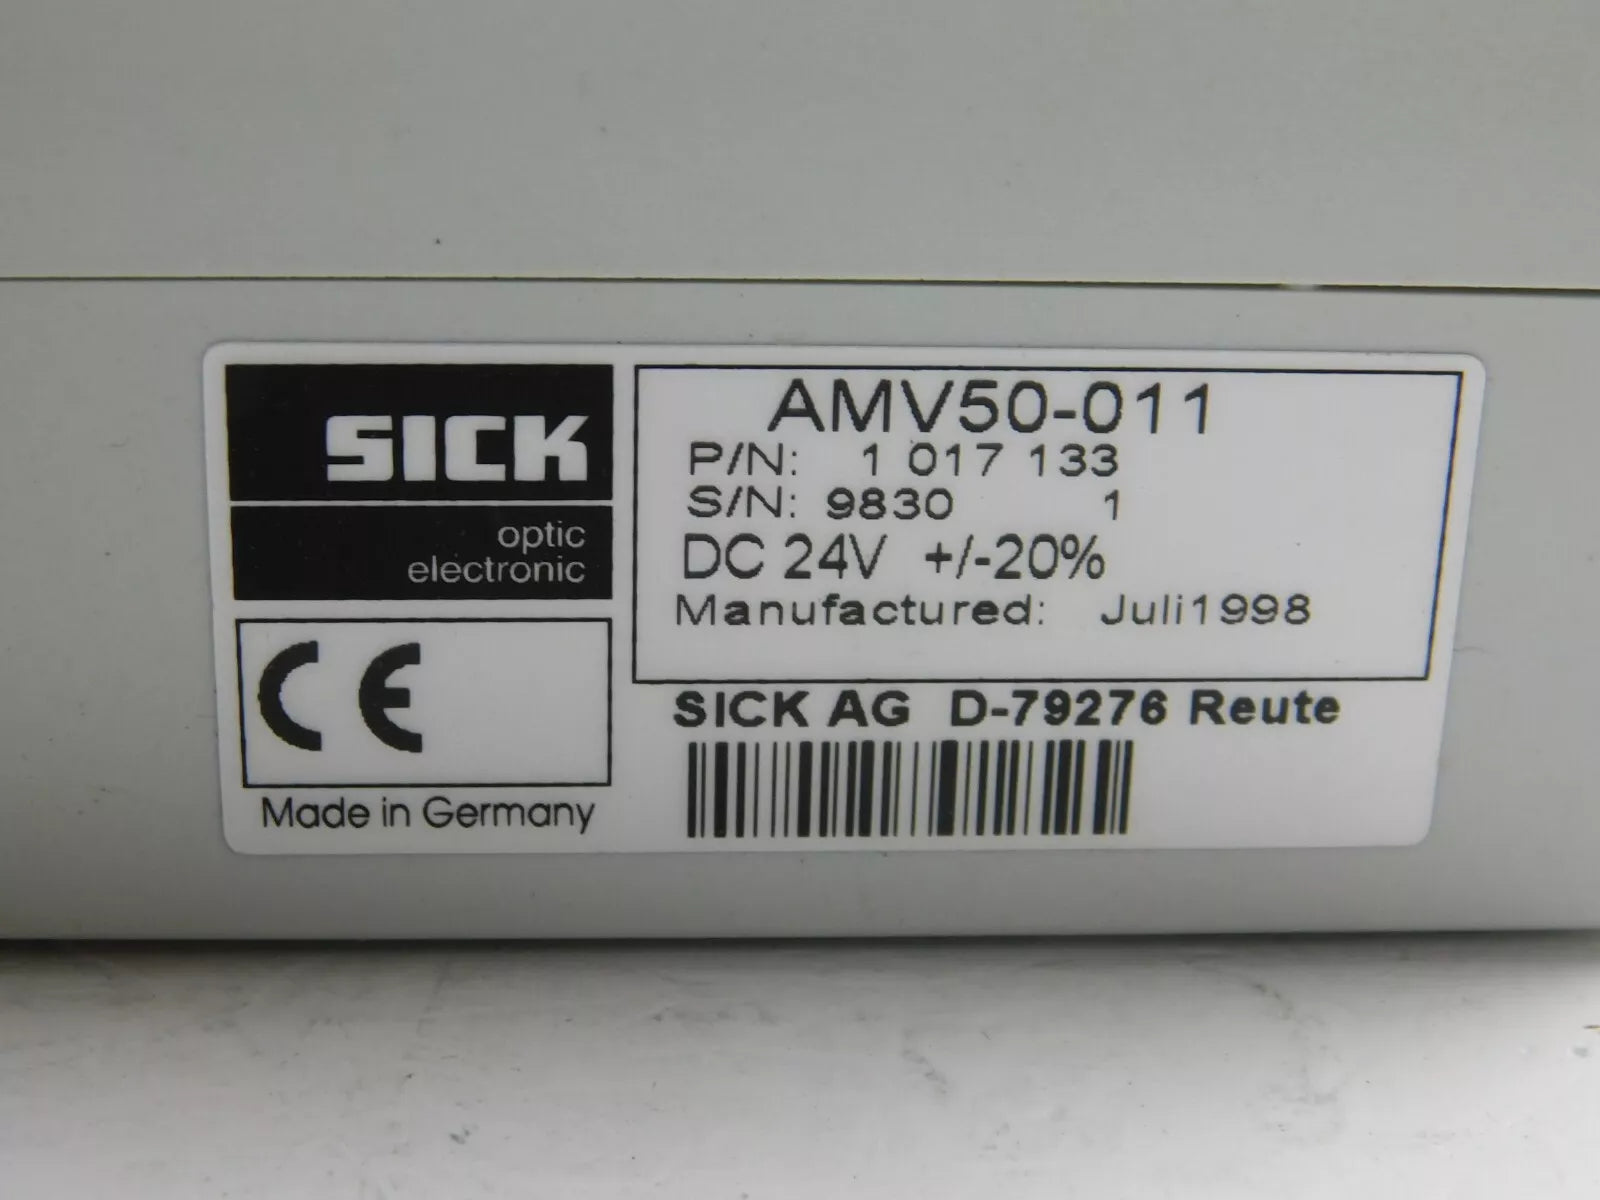 SICK
optic
electronic
CE
Made in Germany
AMV50-011
P/N: 1 017 133
S/N: 9830 1
DC 24V +/-20%
Manufactured: Juli1998
SICK AG D-79276 Reute